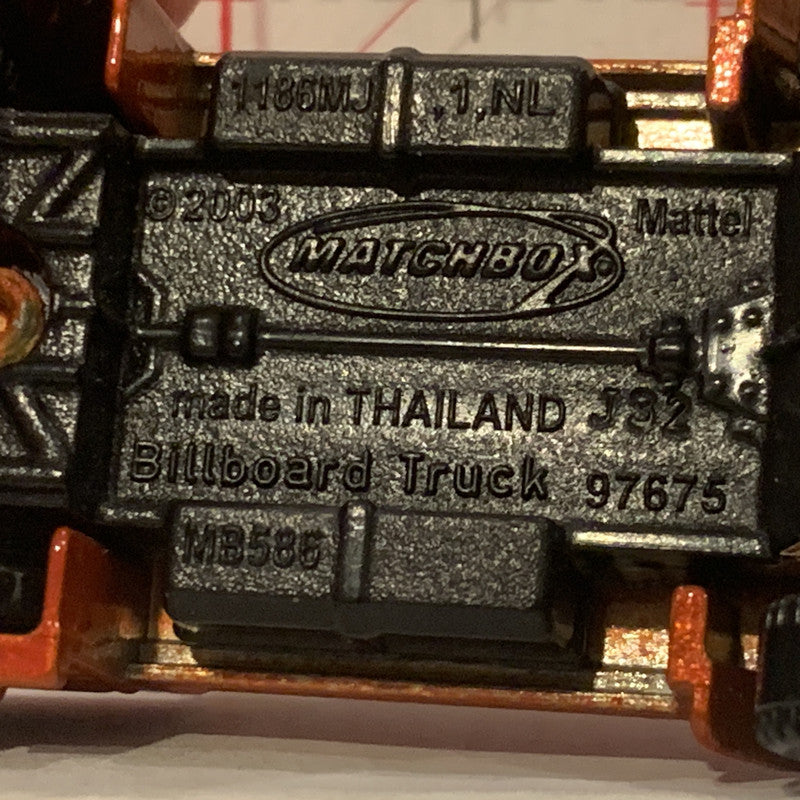 1186MJ,1,NL
© 2003 Mattel
MATCHBOX
made in THAILAND J32
Billboard Truck 97675
MB586